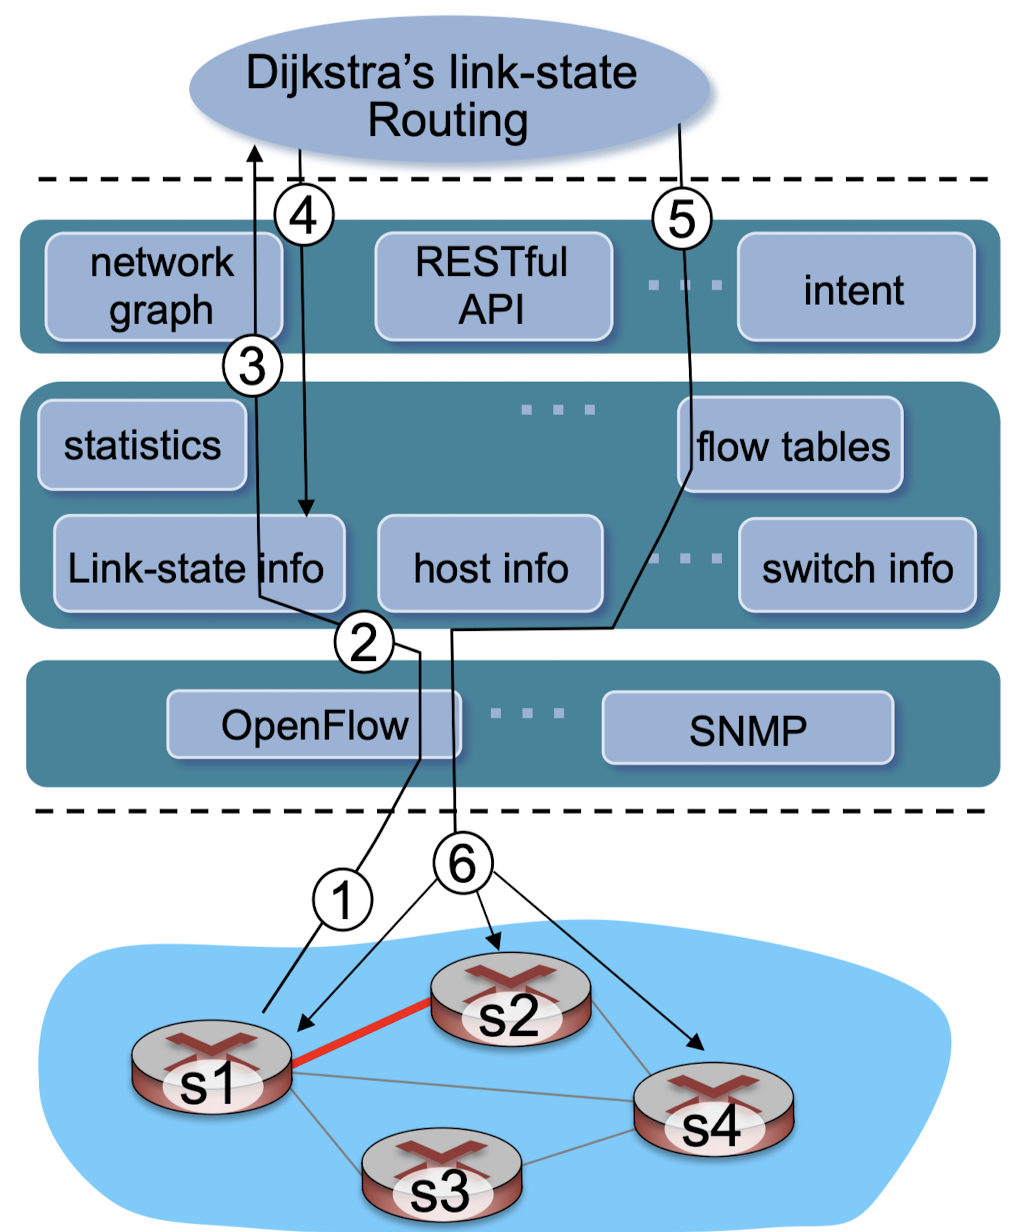 Dijkstra’s link-state
Routing
4
5
network
graph
RESTful
API
intent
3
statistics
flow tables
Link-state info
host info
switch info
2
OpenFlow
SNMP
6
1
s2
s1
s4
s3